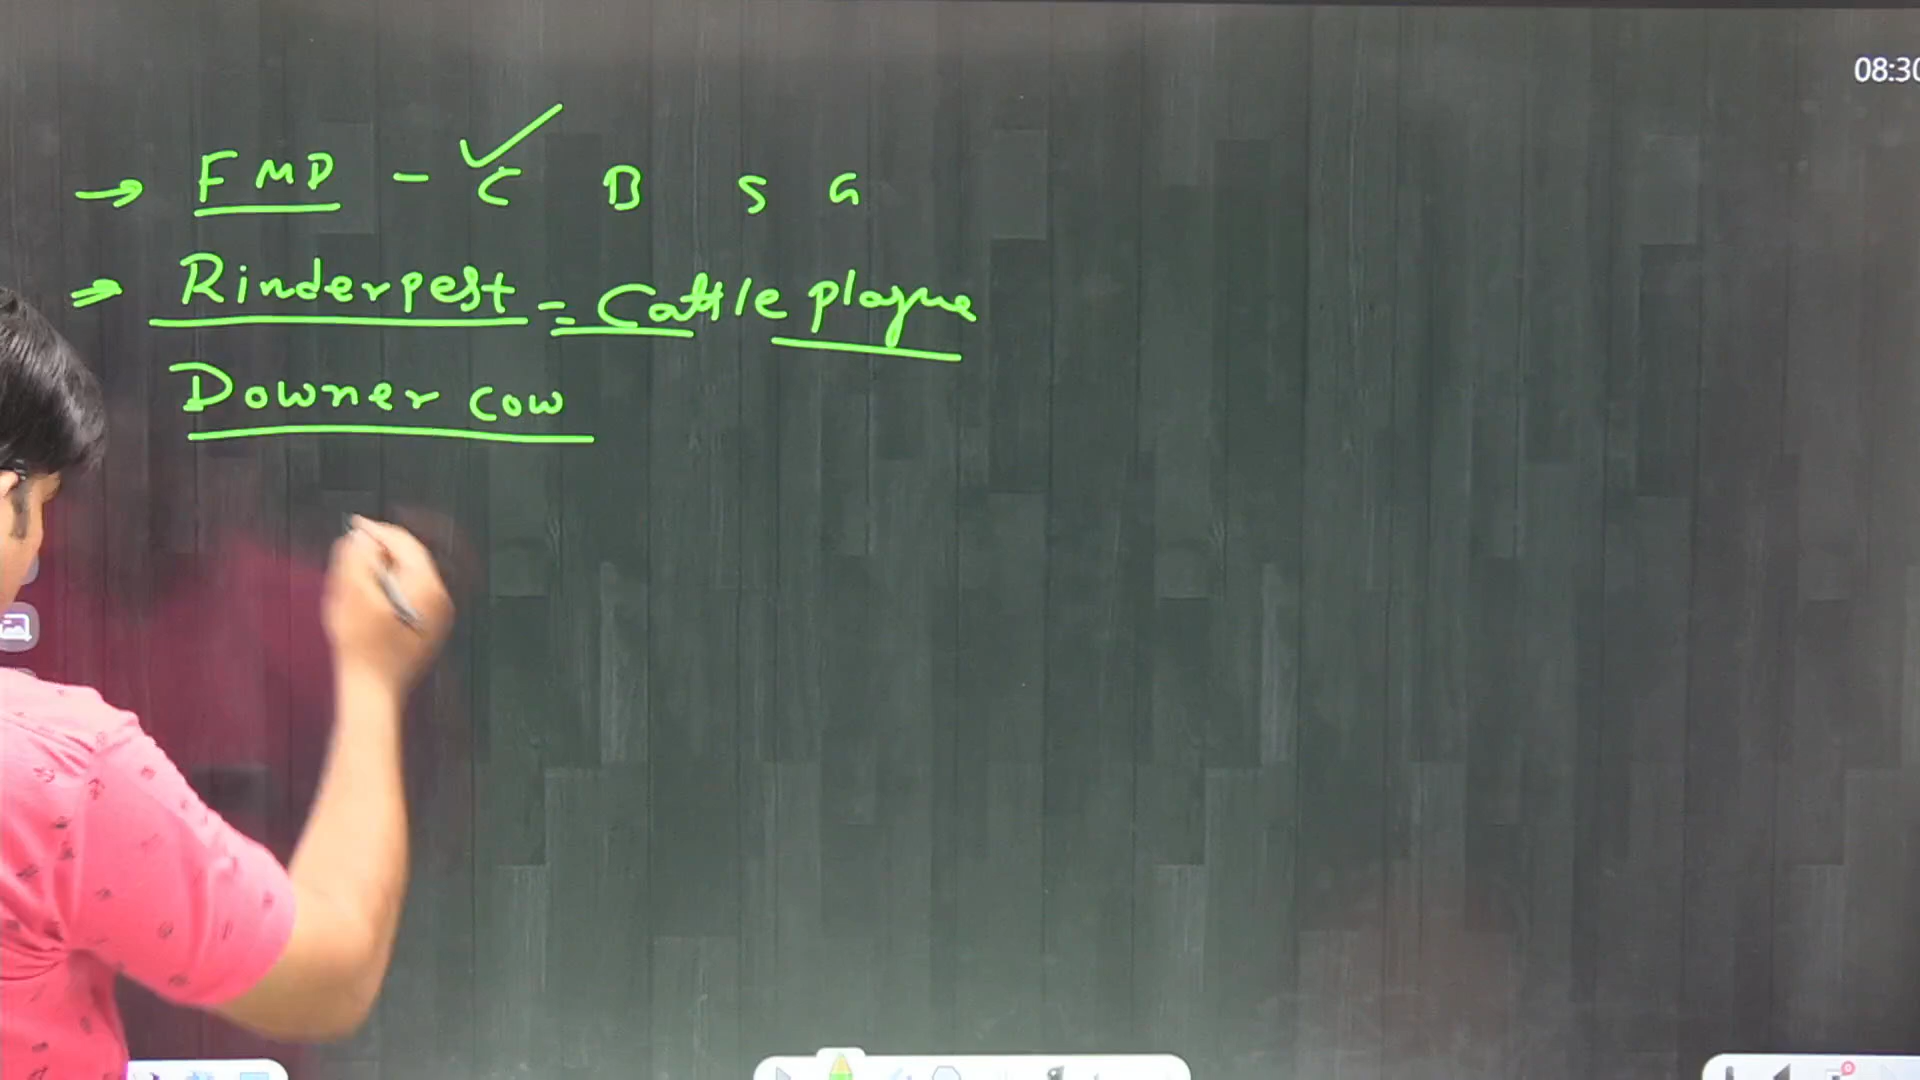 08:30
→ FMD - C B S G
⇒ Rinderpest = Cattle plague
Downer cow